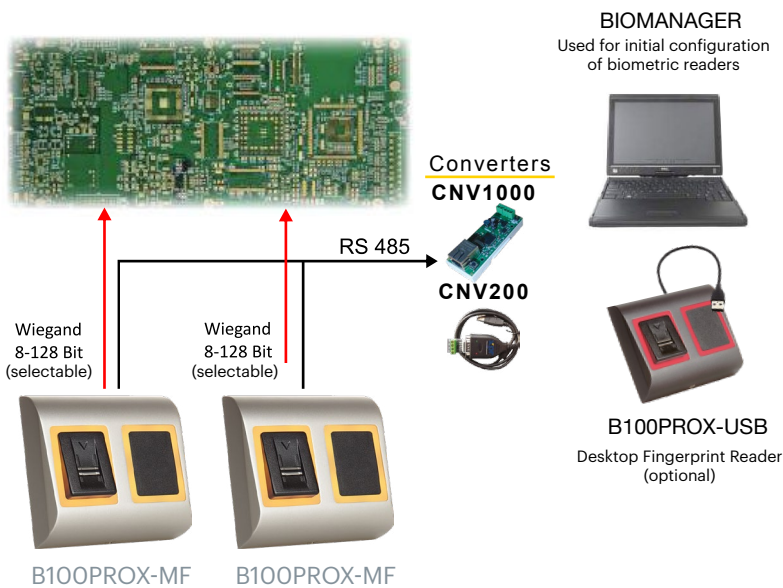 BIOMANAGER
Used for initial configuration
of biometric readers
Converters
CNV1000
RS 485
CNV200
Wiegand
8-128 Bit
(selectable)
Wiegand
8-128 Bit
(selectable)
B100PROX-USB
Desktop Fingerprint Reader
(optional)
B100PROX-MF
B100PROX-MF